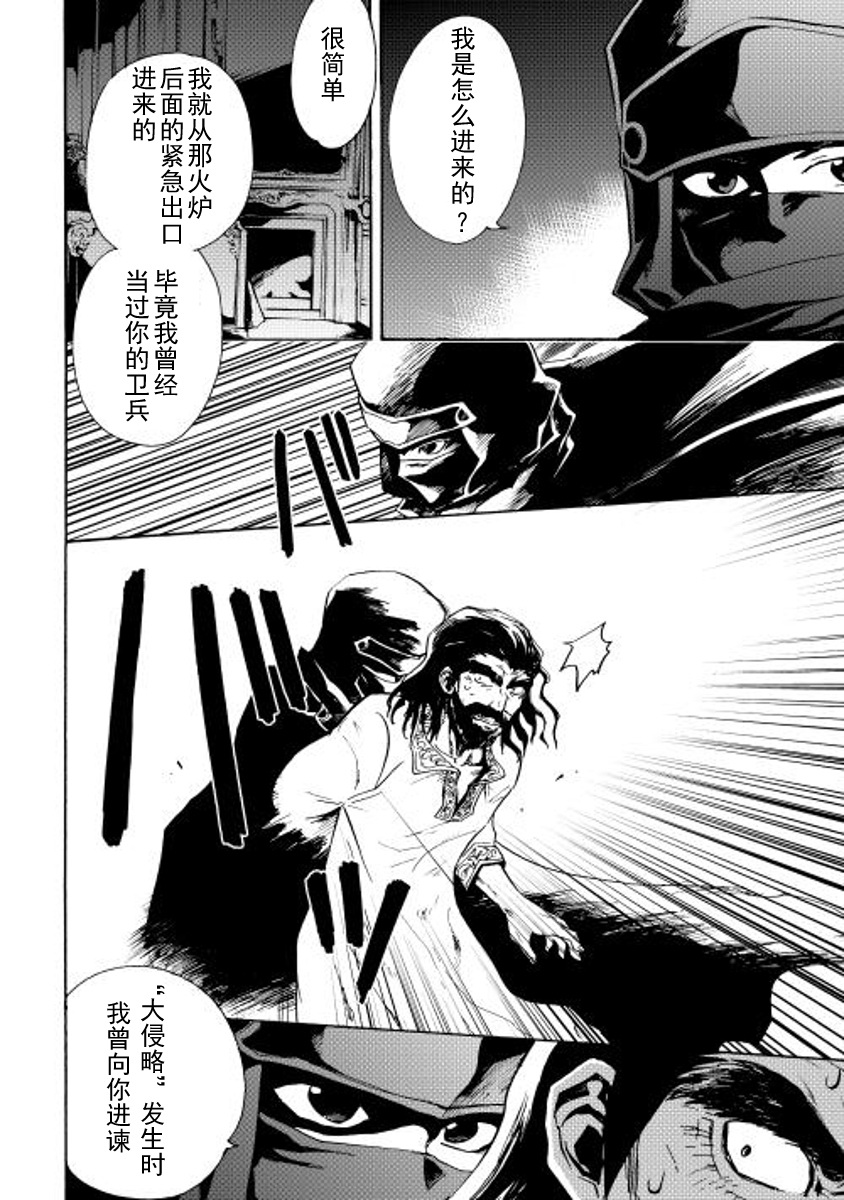 我是怎么进来的？
很简单
我就从那火炉
后面的紧急出口
进来的
毕竟我曾经
当过你的卫兵
“大侵略”发生时
我曾向你进谏